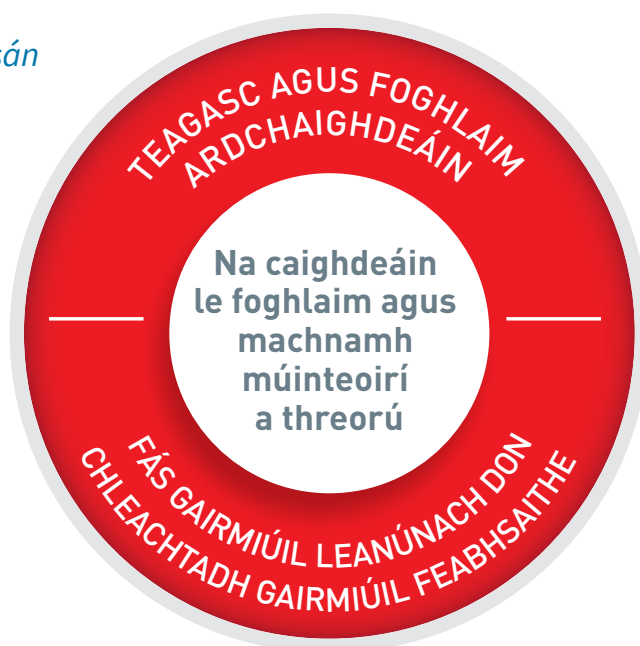 sán
TEAGASC AGUS FOGHLAIM
ARDCHAIGHDEÁIN
Na caighdeáin
le foghlaim agus
machnamh
múinteoirí
a threorú
FÁS GAIRMIÚIL LEANÚNACH DON
CHLEACHTADH GAIRMIÚIL FEABHSAITHE